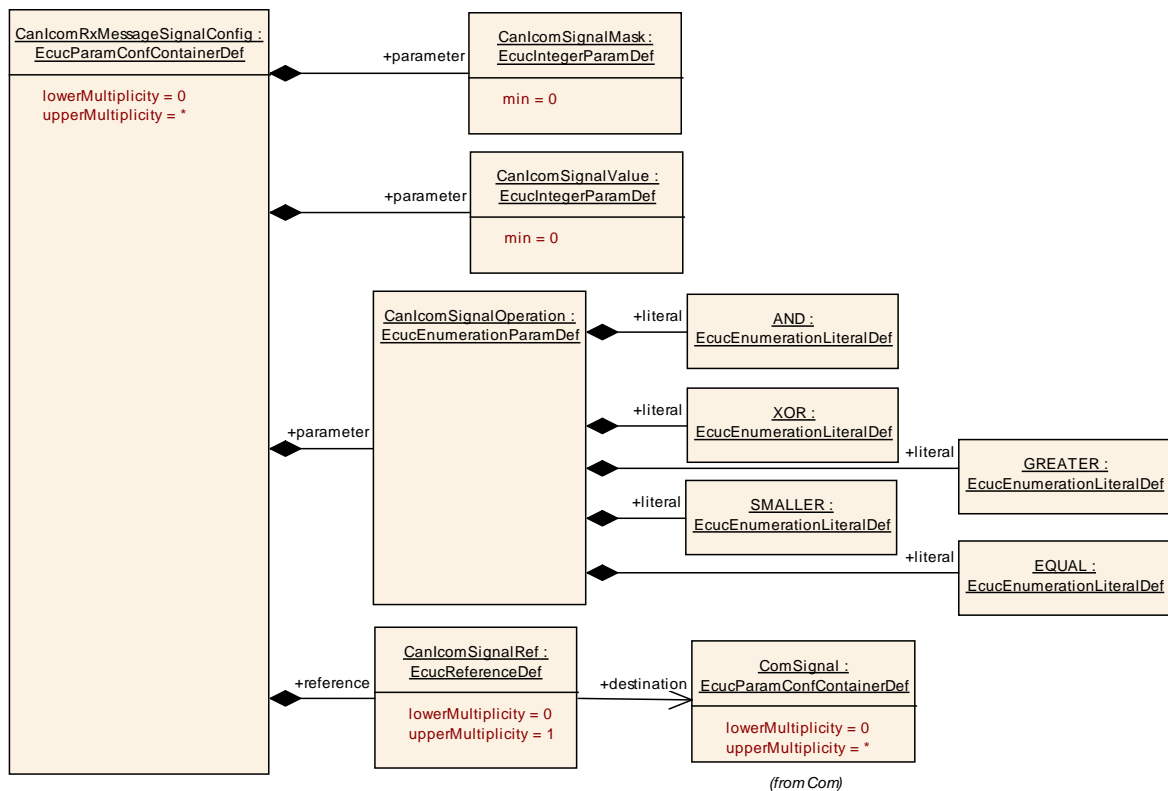 CanIcomRxMessageSignalConfig :
EcucParamConfContainerDef
lowerMultiplicity = 0
upperMultiplicity = *
+parameter
CanIcomSignalMask :
EcucIntegerParamDef
min = 0
+parameter
CanIcomSignalValue :
EcucIntegerParamDef
min = 0
+parameter
CanIcomSignalOperation :
EcucEnumerationParamDef
+literal
AND :
EcucEnumerationLiteralDef
+literal
XOR :
EcucEnumerationLiteralDef
+literal
GREATER :
EcucEnumerationLiteralDef
+literal
SMALLER :
EcucEnumerationLiteralDef
+literal
EQUAL :
EcucEnumerationLiteralDef
+reference
CanIcomSignalRef :
EcucReferenceDef
lowerMultiplicity = 0
upperMultiplicity = 1
+destination
ComSignal :
EcucParamConfContainerDef
lowerMultiplicity = 0
upperMultiplicity = *
(from Com)